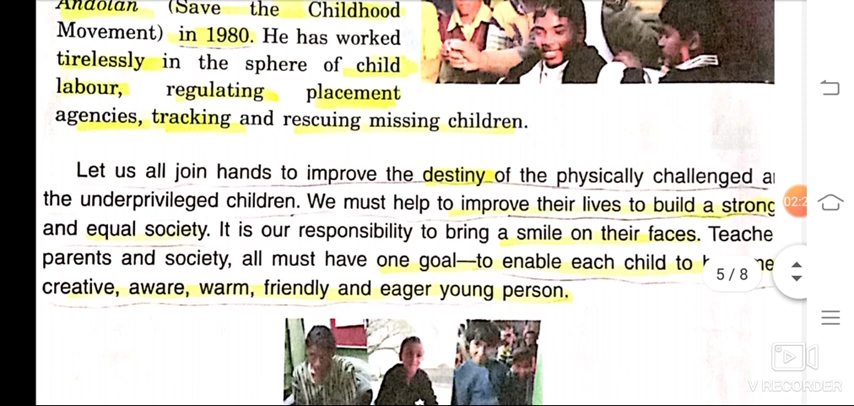 Andolan (Save the Childhood
Movement) in 1980. He has worked
tirelessly in the sphere of child
labour, regulating placement
agencies, tracking and rescuing missing children.
Let us all join hands to improve the destiny of the physically challenged
the underprivileged children. We must help to improve their lives to build a strong
and equal society. It is our responsibility to bring a smile on their faces. Teache
parents and society, all must have one goal—to enable each child to
creative, aware, warm, friendly and eager young person.
02:2
5 / 8
V RECORDER